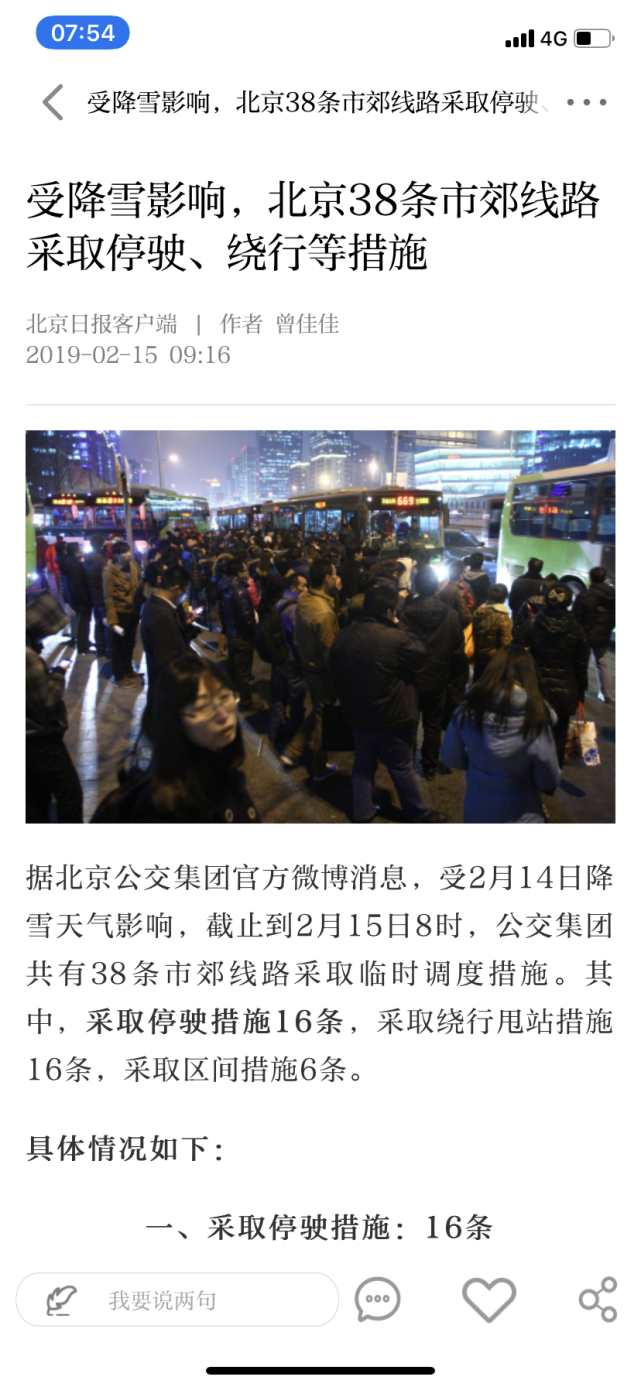 07:54
4G
受降雪影响，北京38条市郊线路采取停驶、
受降雪影响，北京38条市郊线路
采取停驶、绕行等措施
北京日报客户端 | 作者 曾佳佳
2019-02-15 09:16
669
据北京公交集团官方微博消息，受2月14日降
雪天气影响，截止到2月15日8时，公交集团
共有38条市郊线路采取临时调度措施。其
中，采取停驶措施16条，采取绕行甩站措施
16条，采取区间措施6条。
具体情况如下：
一、采取停驶措施：16条
我要说两句